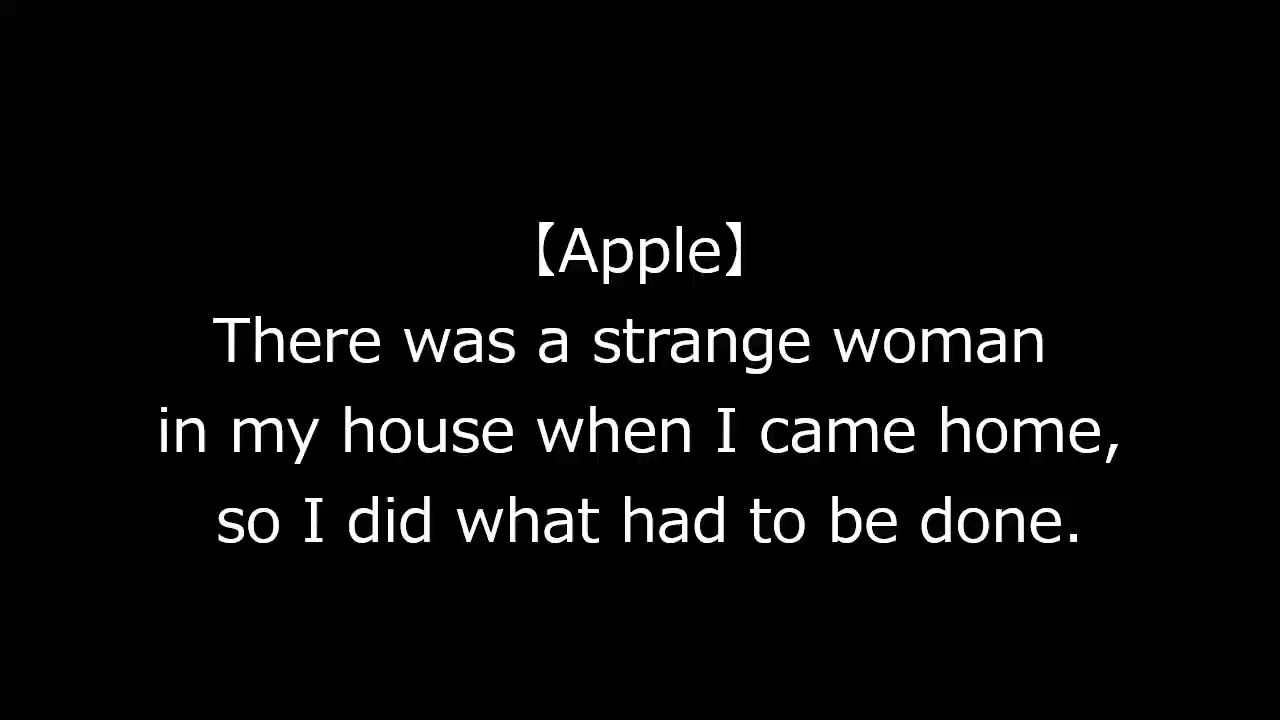 【Apple】
There was a strange woman
in my house when I came home,
so I did what had to be done.